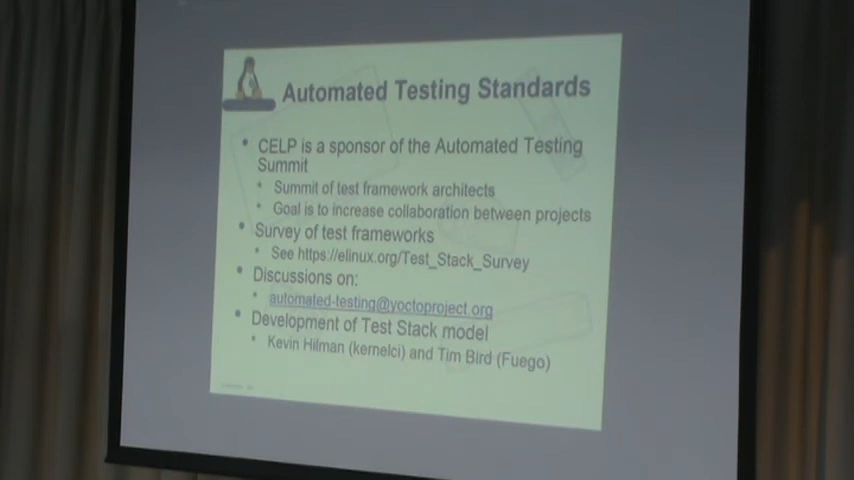 Automated Testing Standards
• CELP is a sponsor of the Automated Testing
Summit
• Summit of test framework architects
• Goal is to increase collaboration between projects
• Survey of test frameworks
• See https://elinux.org/Test_Stack_Survey
• Discussions on:
• automated-testing@yoctoproject.org
• Development of Test Stack model
• Kevin Hilman (kernelci) and Tim Bird (Fuego)